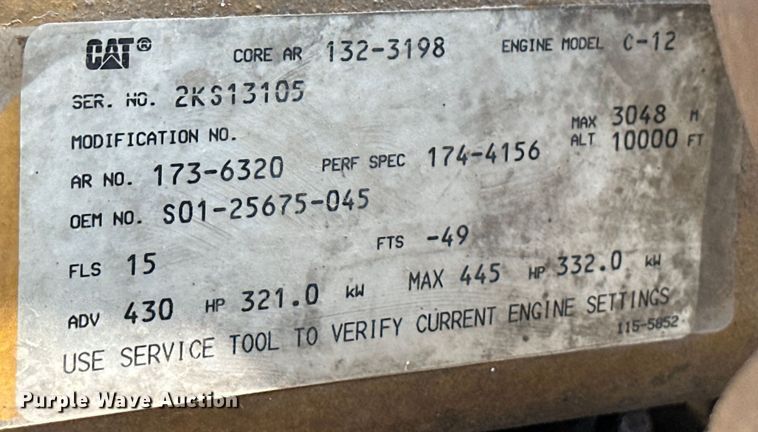 CAT® CORE AR 132-3198 ENGINE MODEL C-12
SER. NO. 2KS13105
MODIFICATION NO. MAX 3048 M
ALT 10000 FT
AR NO. 173-6320 PERF SPEC 174-4156
OEM NO. S01-25675-045
FLS 15 FTS -49
ADV 430 HP 321.0 kW MAX 445 HP 332.0 kW
USE SERVICE TOOL TO VERIFY CURRENT ENGINE SETTINGS
115-5852
Purple Wave Auction